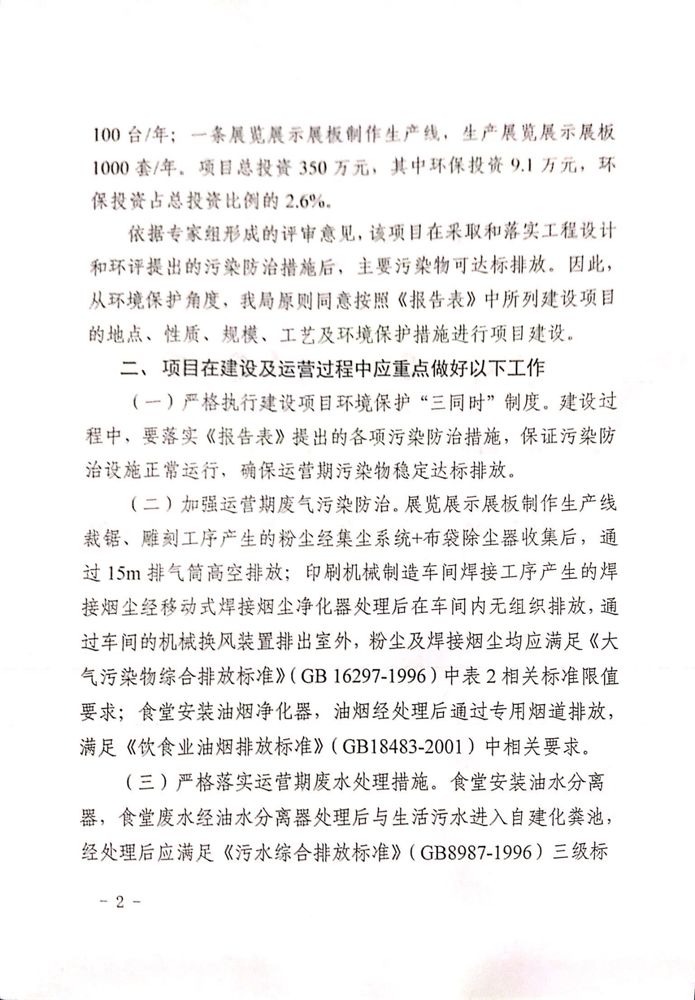 100 台/年；一条展览展示展板制作生产线，生产展览展示展板
1000 套/年。项目总投资 350 万元，其中环保投资 9.1 万元，环
保投资占总投资比例的 2.6%。
依据专家组形成的评审意见，该项目在采取和落实工程设计
和环评提出的污染防治措施后，主要污染物可达标排放。因此，
从环境保护角度，我局原则同意按照《报告表》中所列建设项目
的地点、性质、规模、工艺及环境保护措施进行项目建设。
二、项目在建设及运营过程中应重点做好以下工作
（一）严格执行建设项目环境保护“三同时”制度。建设过
程中，要落实《报告表》提出的各项污染防治措施，保证污染防
治设施正常运行，确保运营期污染物稳定达标排放。
（二）加强运营期废气污染防治。展览展示展板制作生产线
裁锯、雕刻工序产生的粉尘经集尘系统+布袋除尘器收集后，通
过 15m 排气筒高空排放；印刷机械制造车间焊接工序产生的焊
接烟尘经移动式焊接烟尘净化器处理后在车间内无组织排放，通
过车间的机械换风装置排出室外，粉尘及焊接烟尘均应满足《大
气污染物综合排放标准》（GB 16297-1996）中表 2 相关标准限值
要求；食堂安装油烟净化器，油烟经处理后通过专用烟道排放，
满足《饮食业油烟排放标准》（GB18483-2001）中相关要求。
（三）严格落实运营期废水处理措施。食堂安装油水分离
器，食堂废水经油水分离器处理后与生活污水进入自建化粪池，
经处理后应满足《污水综合排放标准》（GB8987-1996）三级标
- 2 -